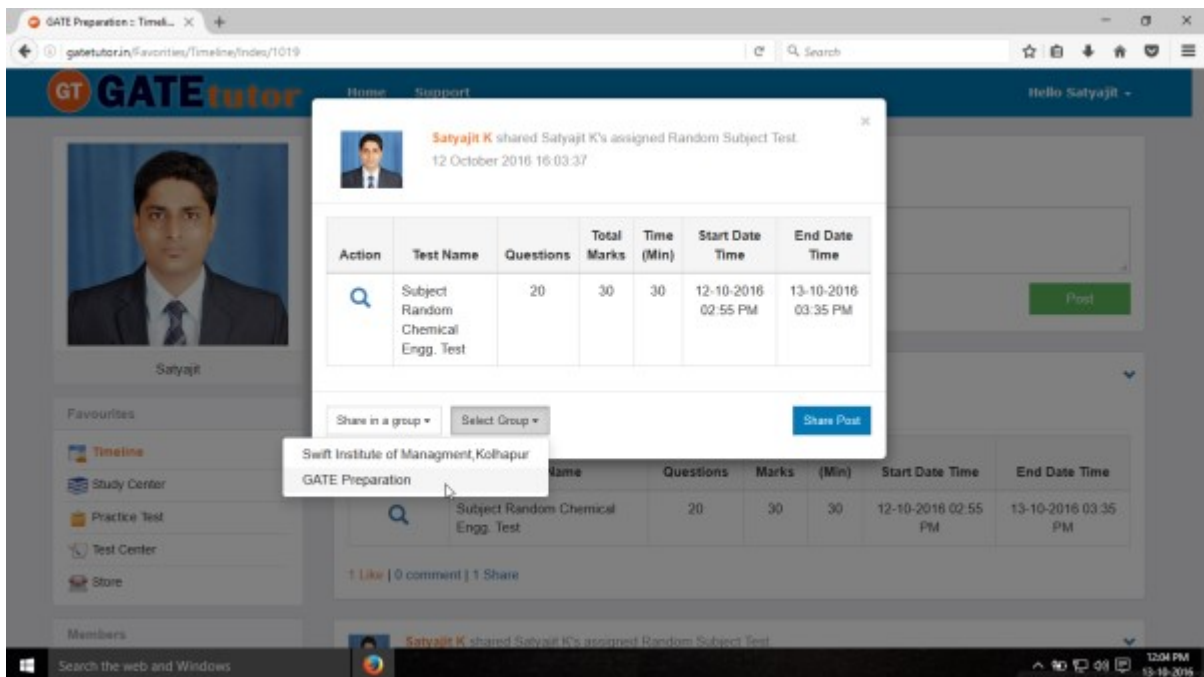 GATE Preparation :: Timeli...
gatetutor.in/Favorities/Timeline/Index/1019
Search
GT GATEtutor
Home Support
Hello Satyajit
Satyajit K shared Satyajit K's assigned Random Subject Test.
12 October 2016 16:03:37
Action Test Name Questions Total Marks Time (Min) Start Date Time End Date Time
Subject Random Chemical Engg. Test 20 30 30 12-10-2016 02:55 PM 13-10-2016 03:35 PM
Post
Satyajit
Share in a group Select Group Share Post
Swift Institute of Managment,Kolhapur
GATE Preparation
Favourites
Timeline
Study Center
Practice Test
Test Center
Store
Members
Name Questions Marks (Min) Start Date Time End Date Time
Subject Random Chemical Engg. Test 20 30 30 12-10-2016 02:55 PM 13-10-2016 03:35 PM
1 Like | 0 comment | 1 Share
Satyajit K shared Satyajit K's assigned Random Subject Test.
Search the web and Windows
12:04 PM
13-10-2016